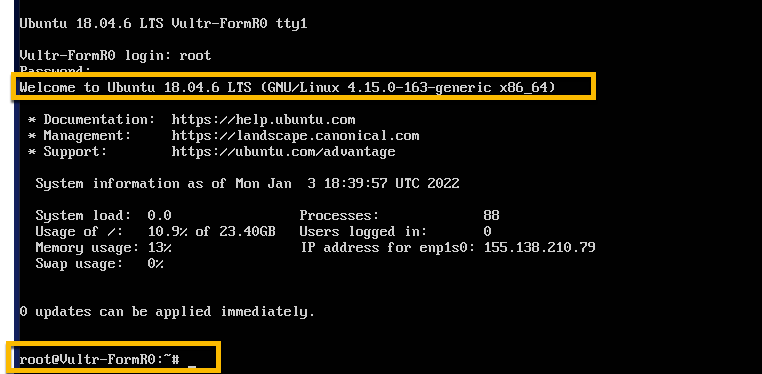 Ubuntu 18.04.6 LTS Vultr-FormR0 tty1
Vultr-FormR0 login: root
Password:
Welcome to Ubuntu 18.04.6 LTS (GNU/Linux 4.15.0-163-generic x86_64)
* Documentation:  https://help.ubuntu.com
* Management:     https://landscape.canonical.com
* Support:        https://ubuntu.com/advantage
System information as of Mon Jan  3 18:39:57 UTC 2022
System load:  0.0                Processes:             88
Usage of /:   10.9% of 23.40GB   Users logged in:       0
Memory usage: 13%                IP address for enp1s0: 155.138.210.79
Swap usage:   0%
0 updates can be applied immediately.
root@Vultr-FormR0:~# _